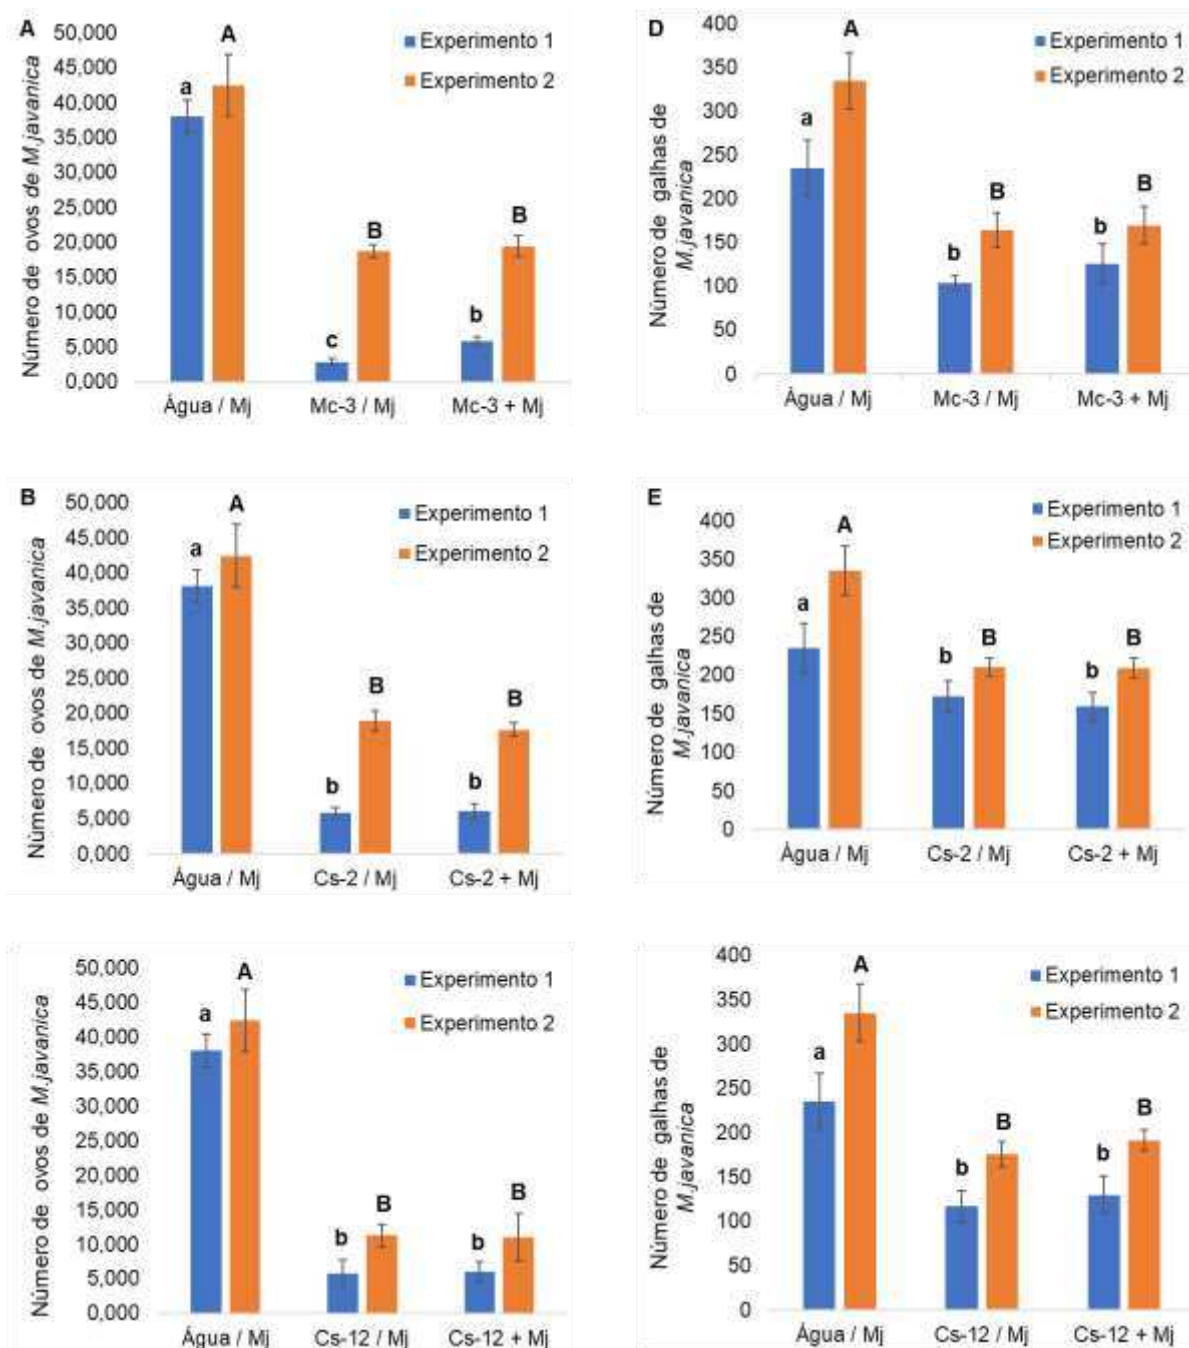 A
Número de ovos de M.javanica
50,000
45,000
40,000
35,000
30,000
25,000
20,000
15,000
10,000
5,000
0,000
a
A
c
B
b
B
Experimento 1
Experimento 2
Água / Mj
Mc-3 / Mj
Mc-3 + Mj
D
Número de galhas de
M.javanica
400
350
300
250
200
150
100
50
0
a
A
b
B
b
B
Experimento 1
Experimento 2
Água / Mj
Mc-3 / Mj
Mc-3 + Mj
B
Número de ovos de M.javanica
50,000
45,000
40,000
35,000
30,000
25,000
20,000
15,000
10,000
5,000
0,000
a
A
b
B
b
B
Experimento 1
Experimento 2
Água / Mj
Cs-2 / Mj
Cs-2 + Mj
E
Número de galhas de
M.javanica
400
350
300
250
200
150
100
50
0
a
A
b
B
b
B
Experimento 1
Experimento 2
Água / Mj
Cs-2 / Mj
Cs-2 + Mj
Número de ovos de M.javanica
50,000
45,000
40,000
35,000
30,000
25,000
20,000
15,000
10,000
5,000
0,000
a
A
b
B
b
B
Experimento 1
Experimento 2
Água / Mj
Cs-12 / Mj
Cs-12 + Mj
Número de galhas de
M.javanica
400
350
300
250
200
150
100
50
0
a
A
b
B
b
B
Experimento 1
Experimento 2
Água / Mj
Cs-12 / Mj
Cs-12 + Mj